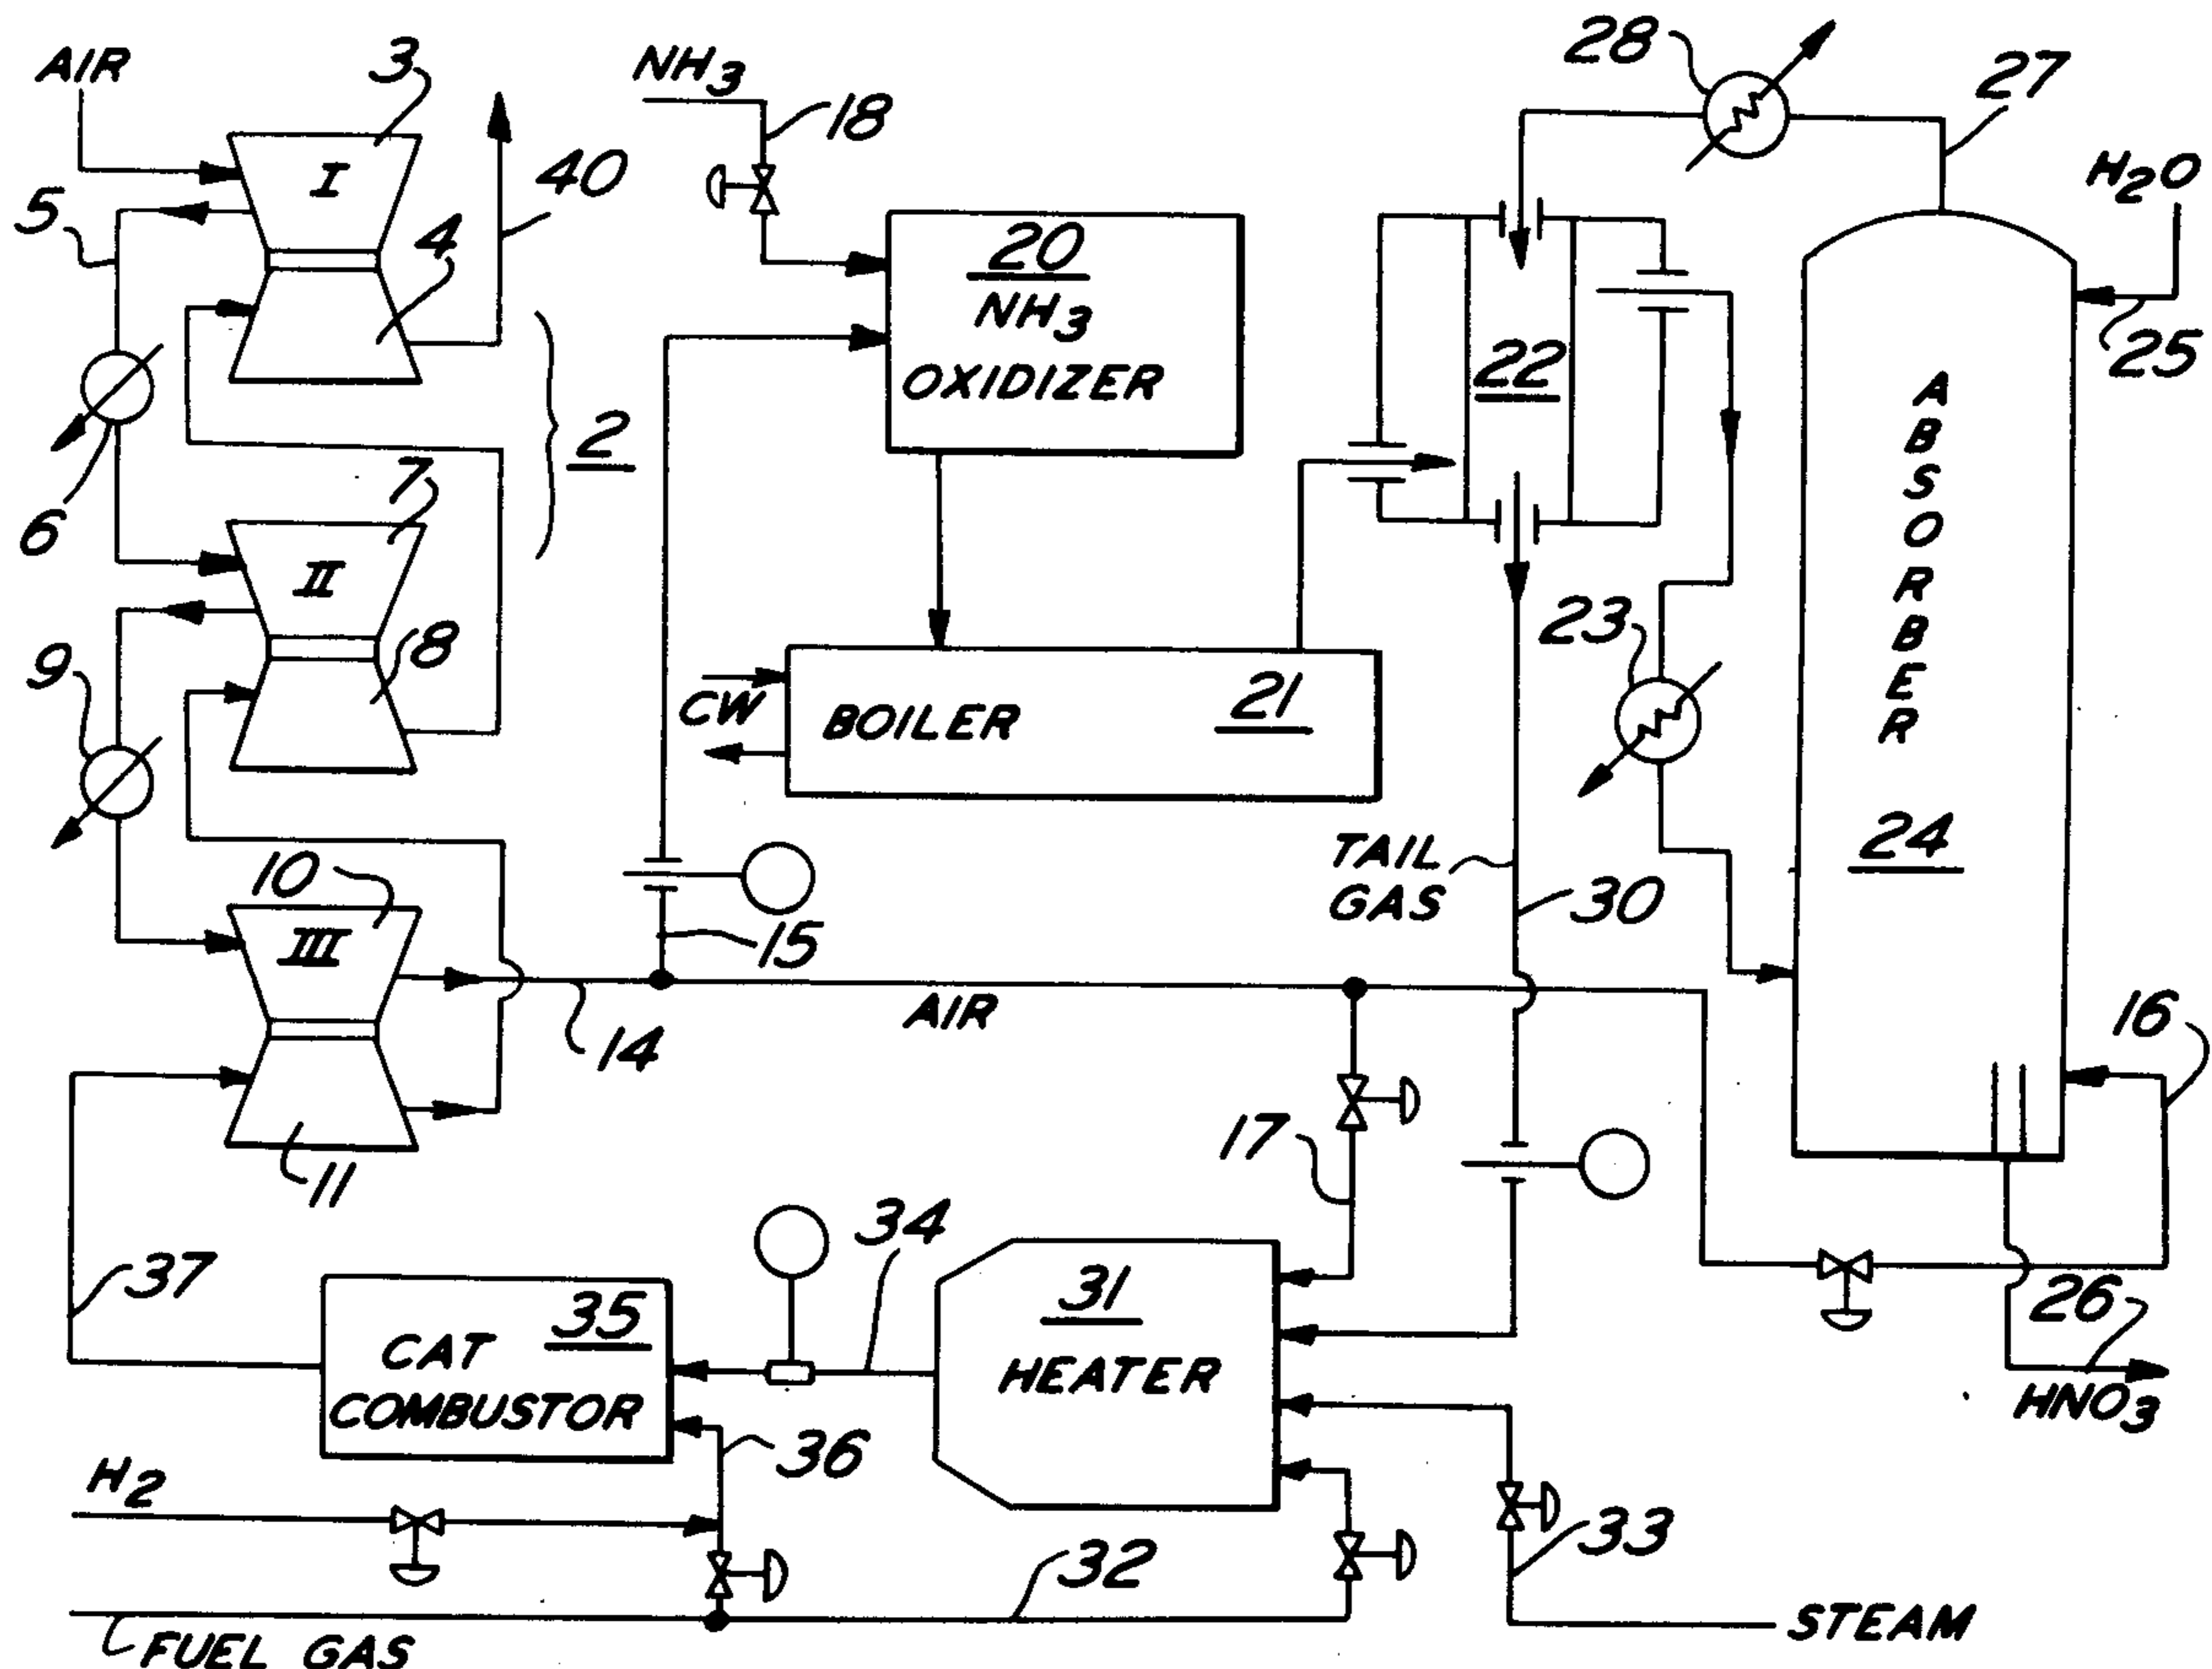 AIR
3
I
5
4
40
2
6
7
II
8
9
10
III
11
14
AIR
15
NH3
18
20
NH3
OXIDIZER
CW
BOILER
21
22
28
27
H2O
25
ABSORBER
24
23
TAIL
GAS
30
16
17
26
HNO3
37
34
35
CAT
COMBUSTOR
36
31
HEATER
H2
32
33
STEAM
FUEL GAS